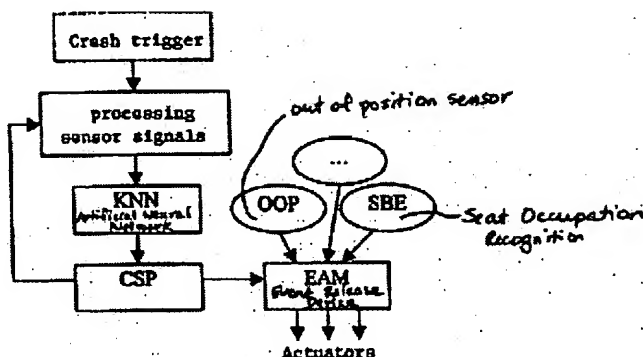 Crash trigger
processing
sensor signals
out of position sensor
...
KNN
Artificial Neural
Network
OOP
SBE
Seat Occupation
Recognition
CSP
EAM
Event Release
Device
Actuators